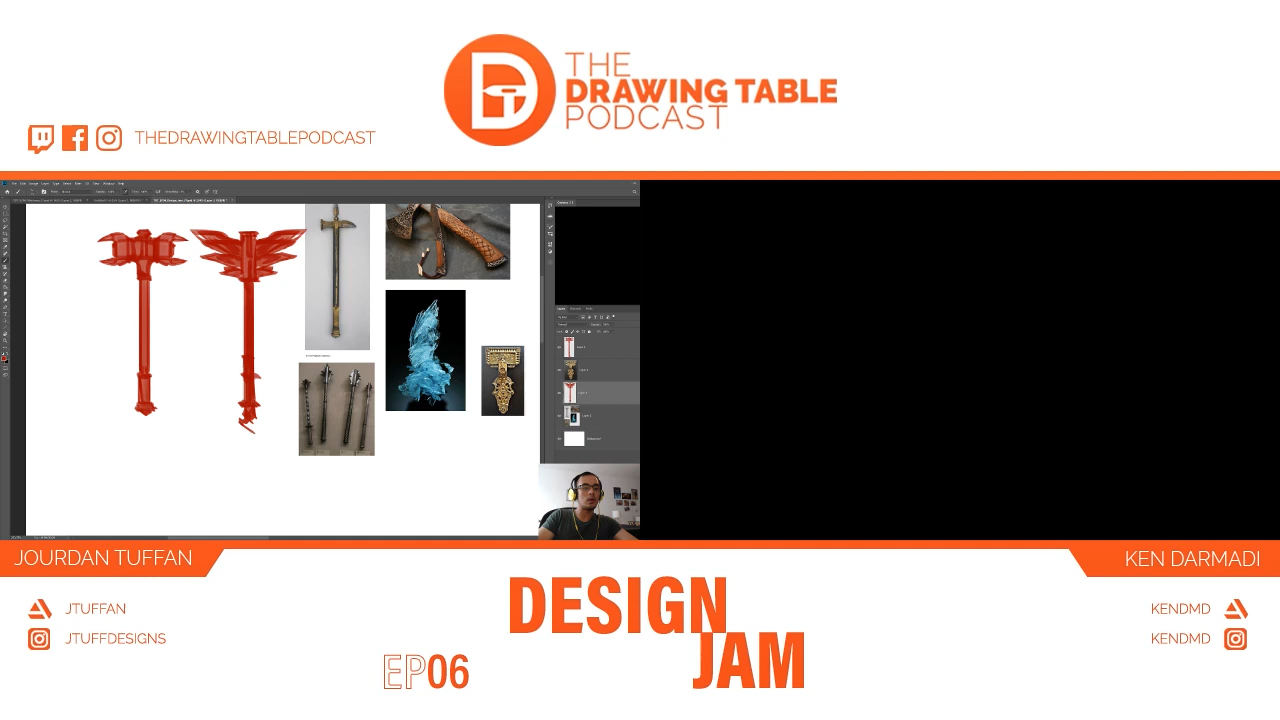 THE
DRAWING TABLE
PODCAST
THEDRAWINGTABLEPODCAST
JOURDAN TUFFAN
JTUFFAN
JTUFFDESIGNS
DESIGN
JAM
EP06
KEN DARMADI
KENDMD
KENDMD